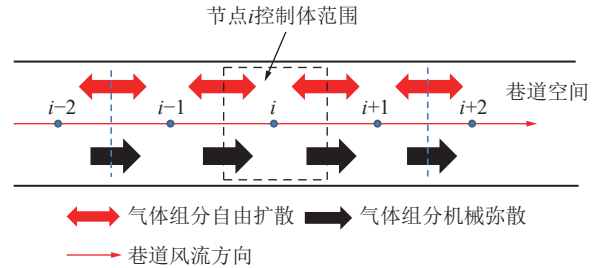 节点i控制体范围
巷道空间
i−2 i−1 i i+1 i+2
气体组分自由扩散 气体组分机械弥散
巷道风流方向